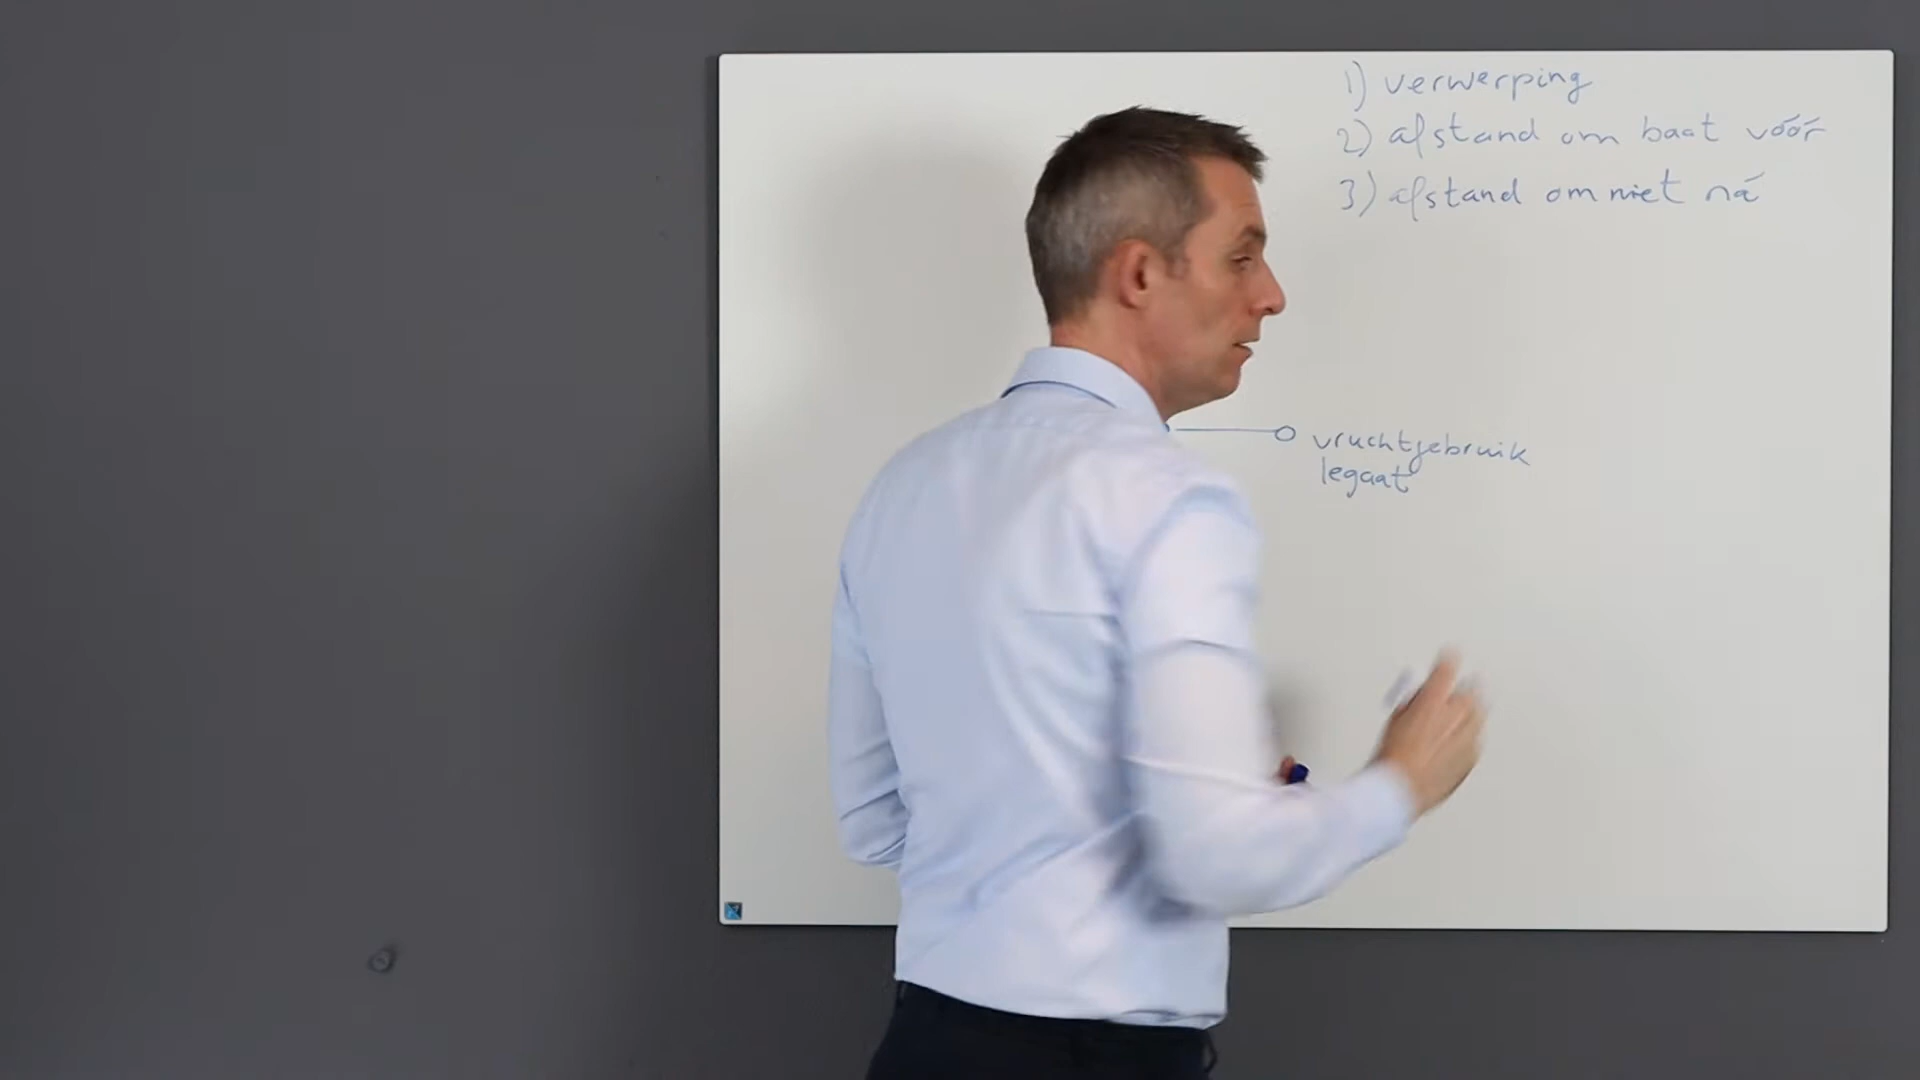 1) verwerping
2) afstand om baat vóór
3) afstand om niet ná
vruchtgebruik
legaat